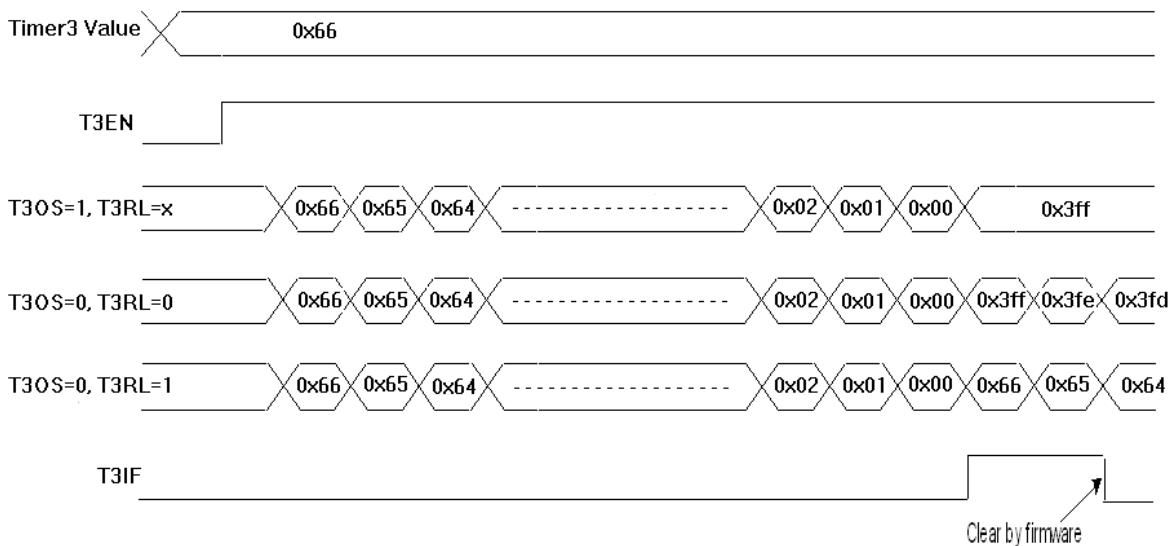 Timer3 Value 0x66
T3EN
T3OS=1, T3RL=x 0x66 0x65 0x64 0x02 0x01 0x00 0x3ff
T3OS=0, T3RL=0 0x66 0x65 0x64 0x02 0x01 0x00 0x3ff 0x3fe 0x3fd
T3OS=0, T3RL=1 0x66 0x65 0x64 0x02 0x01 0x00 0x66 0x65 0x64
T3IF
Clear by firmware